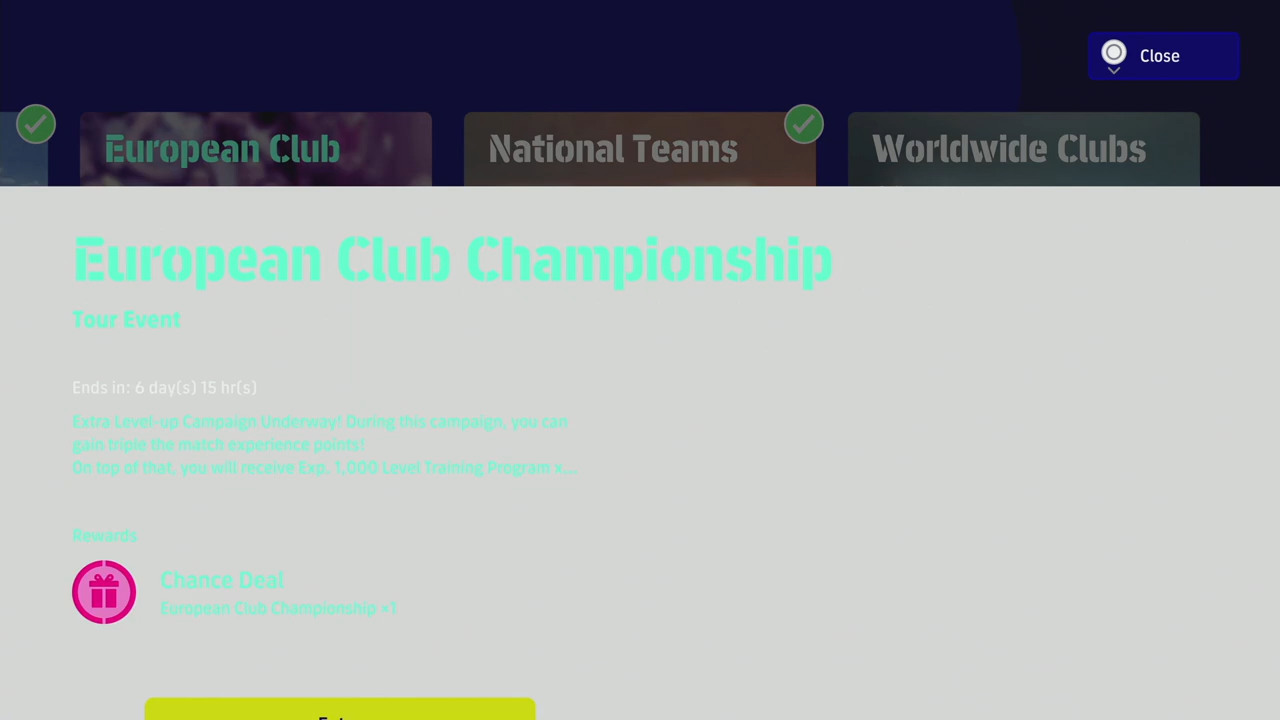 Close
European Club
National Teams
Worldwide Clubs
European Club Championship
Tour Event
Ends in: 6 day(s) 15 hr(s)
Extra Level-up Campaign Underway! During this campaign, you can
gain triple the match experience points!
On top of that, you will receive Exp. 1,000 Level Training Program x...
Rewards
Chance Deal
European Club Championship ×1